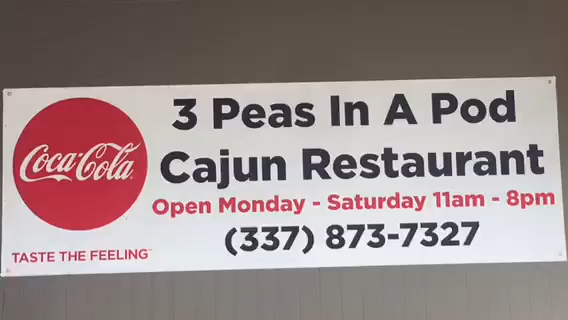 Coca-Cola
TASTE THE FEELING™
3 Peas In A Pod
Cajun Restaurant
Open Monday - Saturday 11am - 8pm
(337) 873-7327